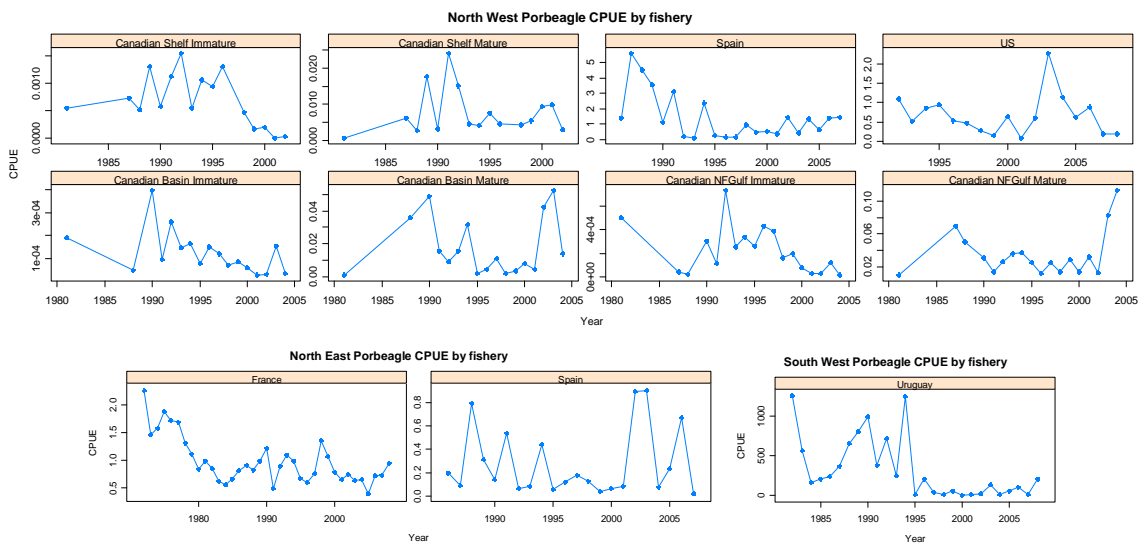 North West Porbeagle CPUE by fishery
Canadian Shelf Immature
Canadian Shelf Mature
Spain
US
0.0000 0.0010
0.000 0.010 0.020
0 1 2 3 4 5
0.0 0.5 1.0 1.5 2.0
1985 1990 1995 2000
1985 1990 1995 2000
1990 1995 2000 2005
1995 2000 2005
CPUE
Canadian Basin Immature
Canadian Basin Mature
Canadian NFGulf Immature
Canadian NFGulf Mature
1e-04 3e-04
0.00 0.02 0.04
0e+00 4e-04
0.02 0.06 0.10
1980 1985 1990 1995 2000 2005
1980 1985 1990 1995 2000 2005
1980 1985 1990 1995 2000 2005
1980 1985 1990 1995 2000 2005
Year
North East Porbeagle CPUE by fishery
France
Spain
CPUE
0.5 1.0 1.5 2.0
0.0 0.2 0.4 0.6 0.8
1980 1990 2000
1990 1995 2000 2005
Year
South West Porbeagle CPUE by fishery
Uruguay
CPUE
0 500 1000
1985 1990 1995 2000 2005
Year